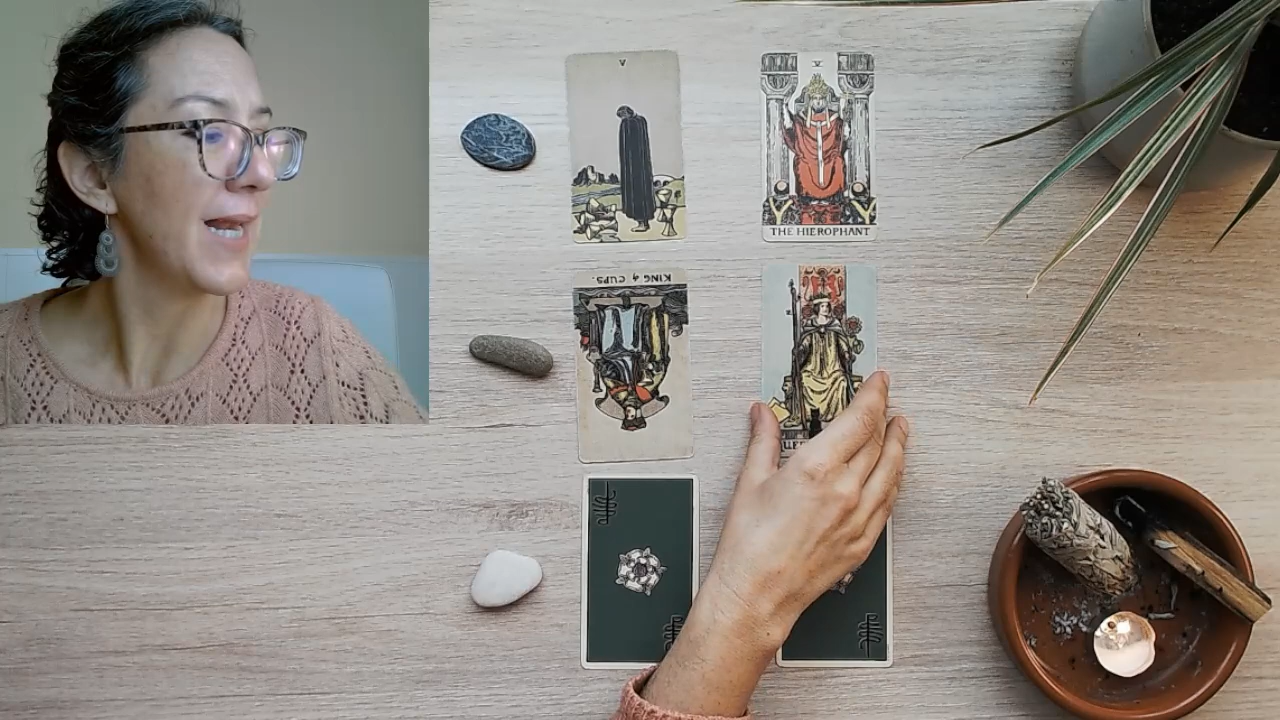 V
V
THE HIEROPHANT
KING of CUPS.